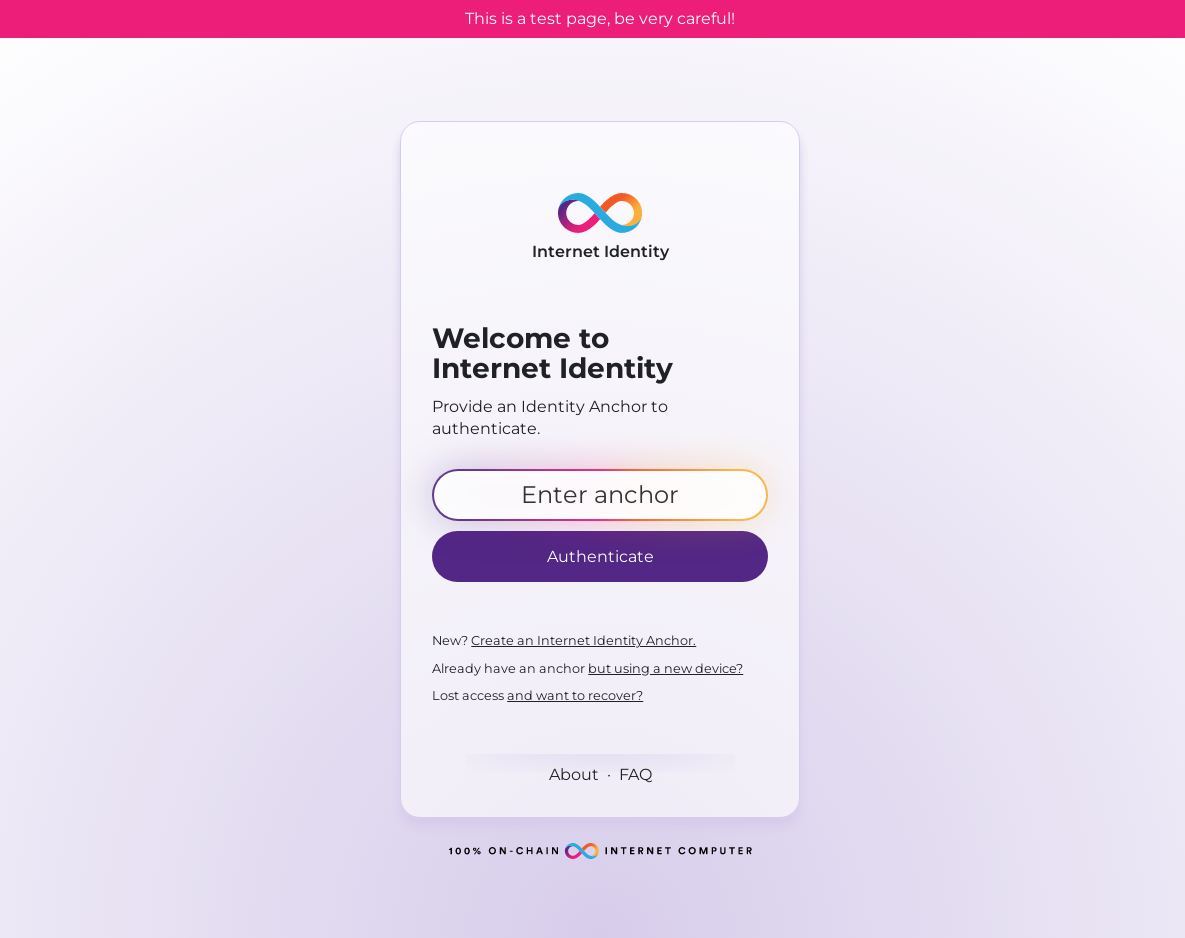 This is a test page, be very careful!
Internet Identity
Welcome to
Internet Identity
Provide an Identity Anchor to
authenticate.
Enter anchor
Authenticate
New? Create an Internet Identity Anchor.
Already have an anchor but using a new device?
Lost access and want to recover?
About · FAQ
100% ON-CHAIN INTERNET COMPUTER